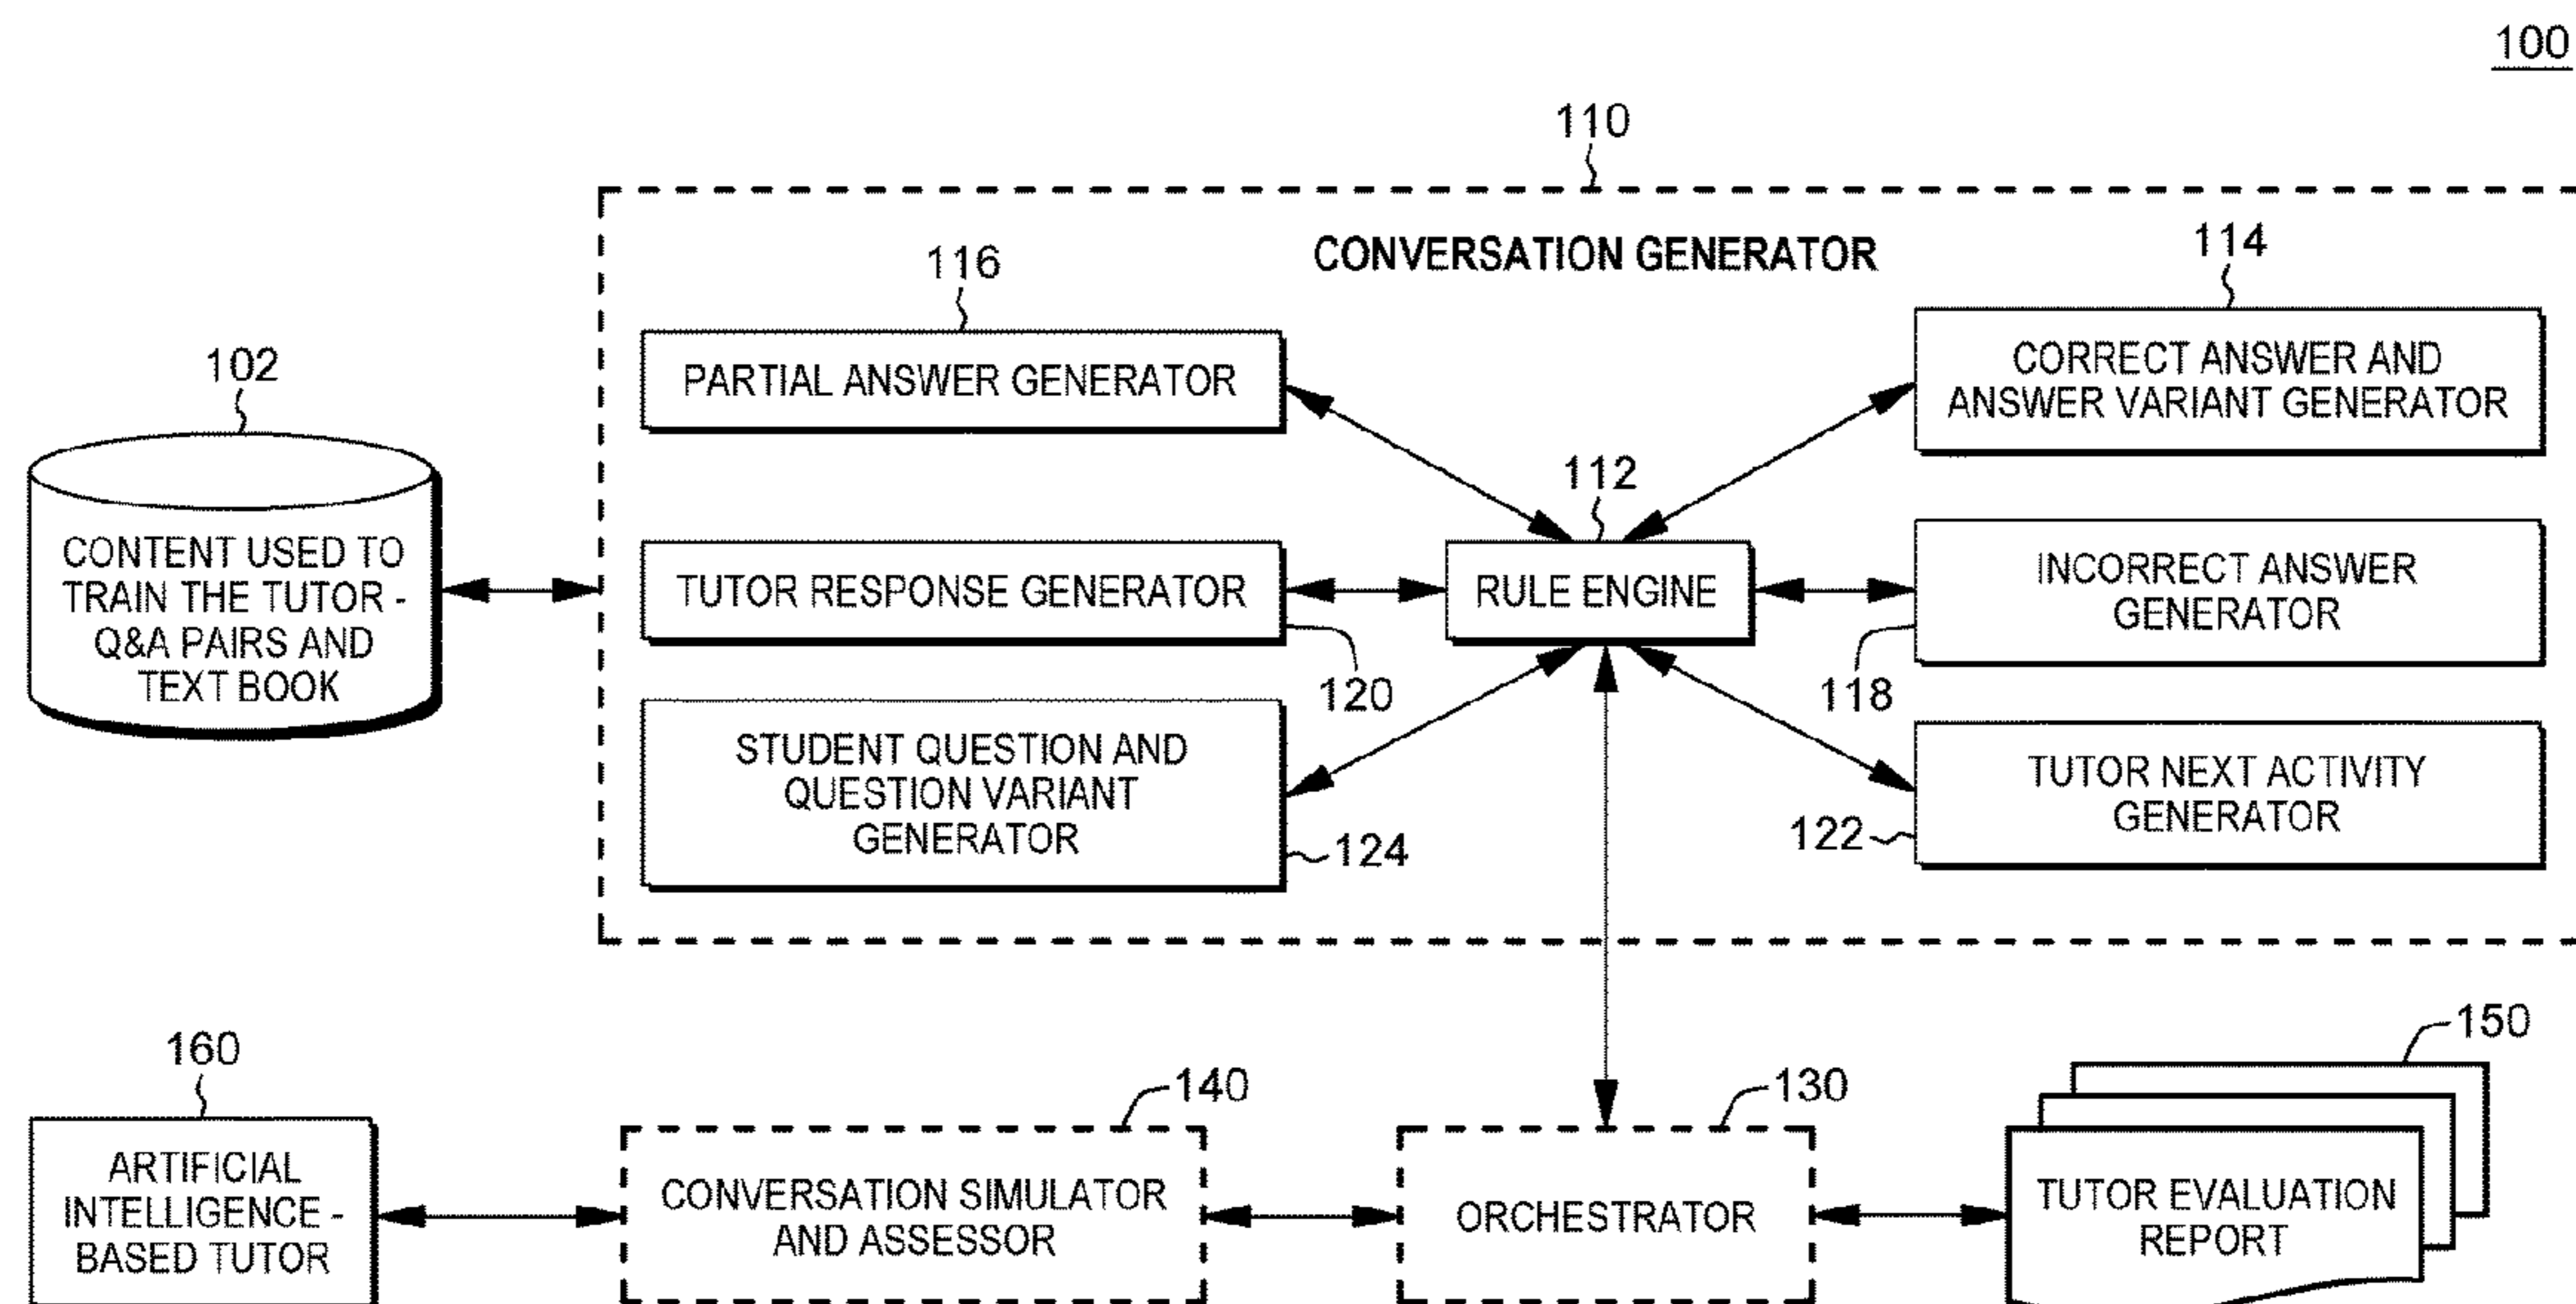 100
110
CONVERSATION GENERATOR
116
114
PARTIAL ANSWER GENERATOR
CORRECT ANSWER AND
ANSWER VARIANT GENERATOR
102
CONTENT USED TO
TRAIN THE TUTOR -
Q&A PAIRS AND
TEXT BOOK
112
TUTOR RESPONSE GENERATOR
RULE ENGINE
INCORRECT ANSWER
GENERATOR
120
118
STUDENT QUESTION AND
QUESTION VARIANT
GENERATOR
124
TUTOR NEXT ACTIVITY
GENERATOR
122
160
ARTIFICIAL
INTELLIGENCE -
BASED TUTOR
140
CONVERSATION SIMULATOR
AND ASSESSOR
130
ORCHESTRATOR
150
TUTOR EVALUATION
REPORT